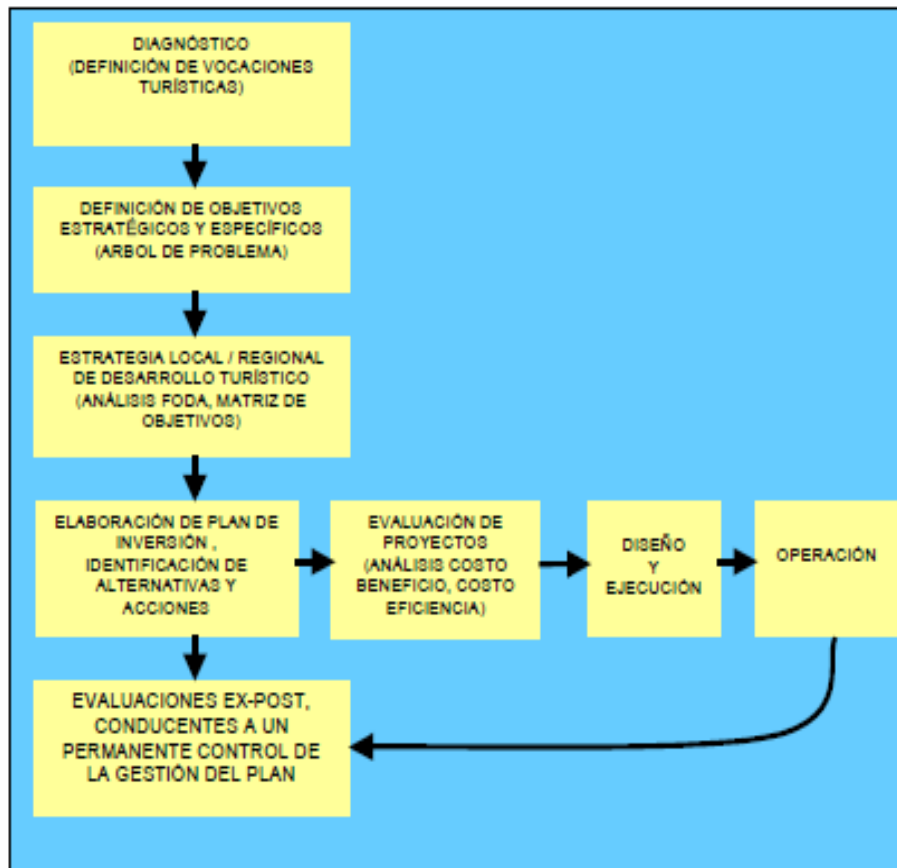 DIAGNÓSTICO
(DEFINICIÓN DE VOCACIONES
TURÍSTICAS)
DEFINICIÓN DE OBJETIVOS
ESTRATÉGICOS Y ESPECÍFICOS
(ARBOL DE PROBLEMA)
ESTRATEGIA LOCAL / REGIONAL
DE DESARROLLO TURÍSTICO
(ANÁLISIS FODA, MATRIZ DE
OBJETIVOS)
ELABORACIÓN DE PLAN DE
INVERSIÓN ,
IDENTIFICACIÓN DE
ALTERNATIVAS Y
ACCIONES
EVALUACIÓN DE
PROYECTOS
(ANÁLISIS COSTO
BENEFICIO, COSTO
EFICIENCIA)
DISEÑO
Y
EJECUCIÓN
OPERACIÓN
EVALUACIONES EX-POST,
CONDUCENTES A UN
PERMANENTE CONTROL DE
LA GESTIÓN DEL PLAN